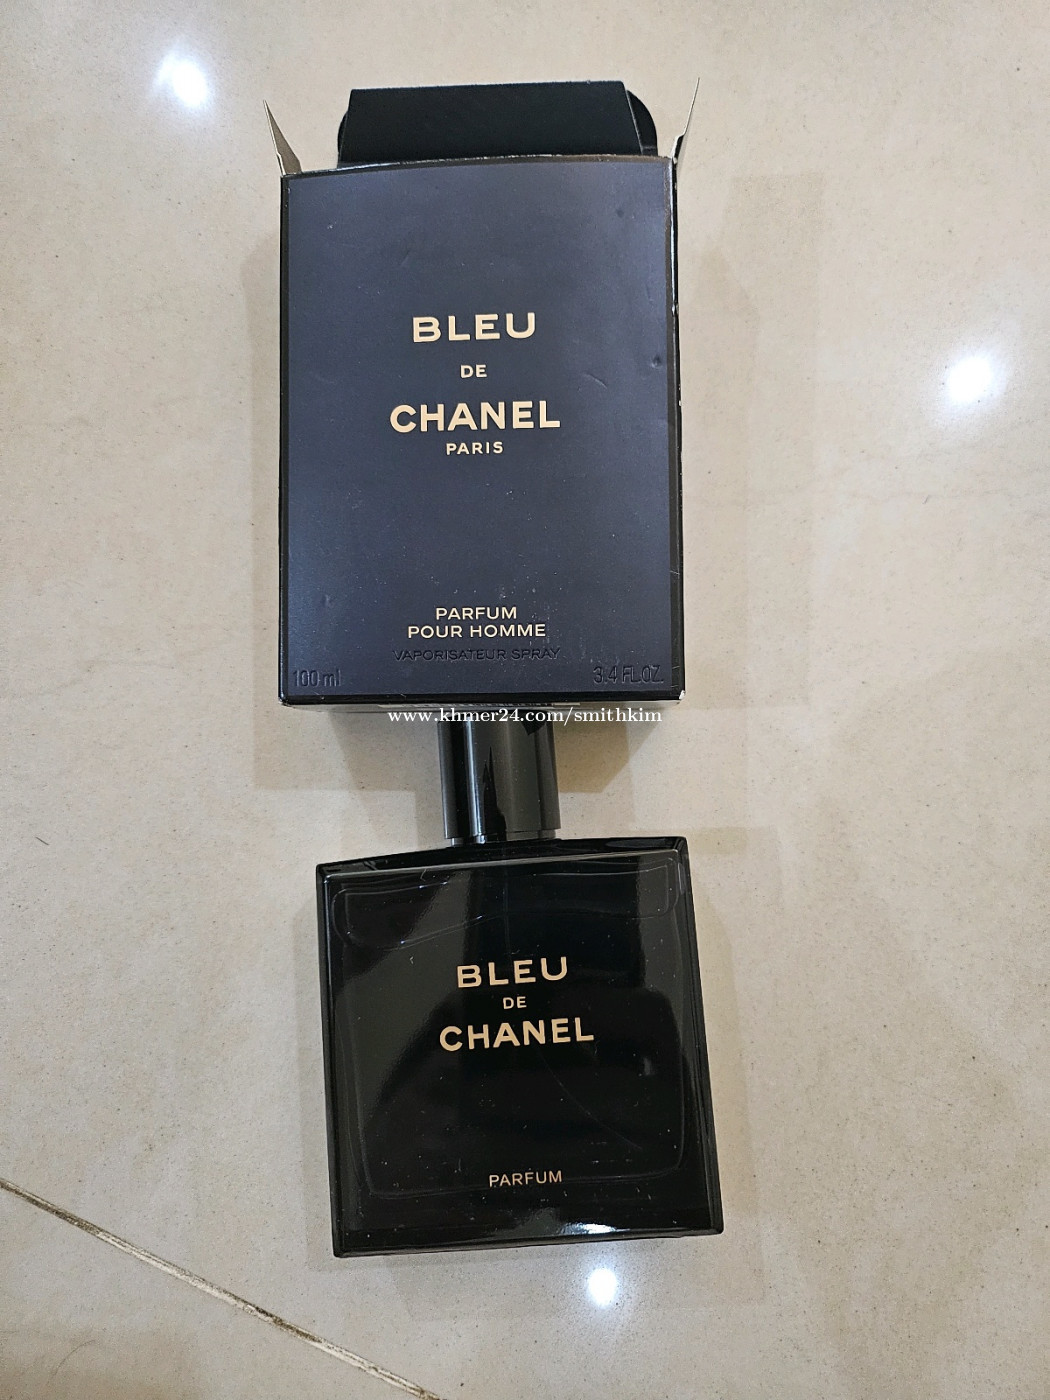 BLEU
DE
CHANEL
PARIS
PARFUM
POUR HOMME
VAPORISATEUR SPRAY
100 ml
3.4 FL.OZ.
www.khmer24.com/smithkim
BLEU
DE
CHANEL
PARFUM